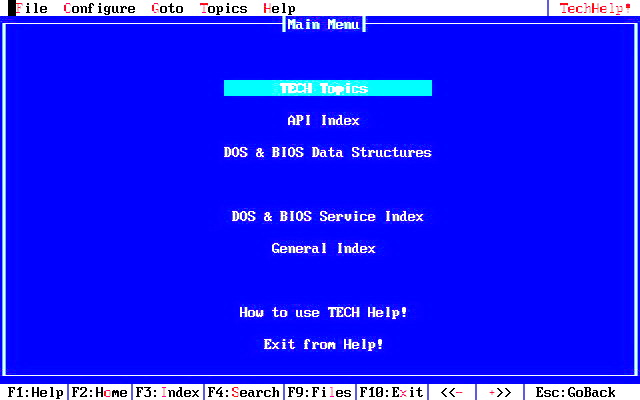 File Configure Goto Topics Help TechHelp!
Main Menu
TECH Topics
API Index
DOS & BIOS Data Structures
DOS & BIOS Service Index
General Index
How to use TECH Help!
Exit from Help!
F1:Help F2:Home F3:Index F4:Search F9:Files F10:Exit <<- +>> Esc:GoBack